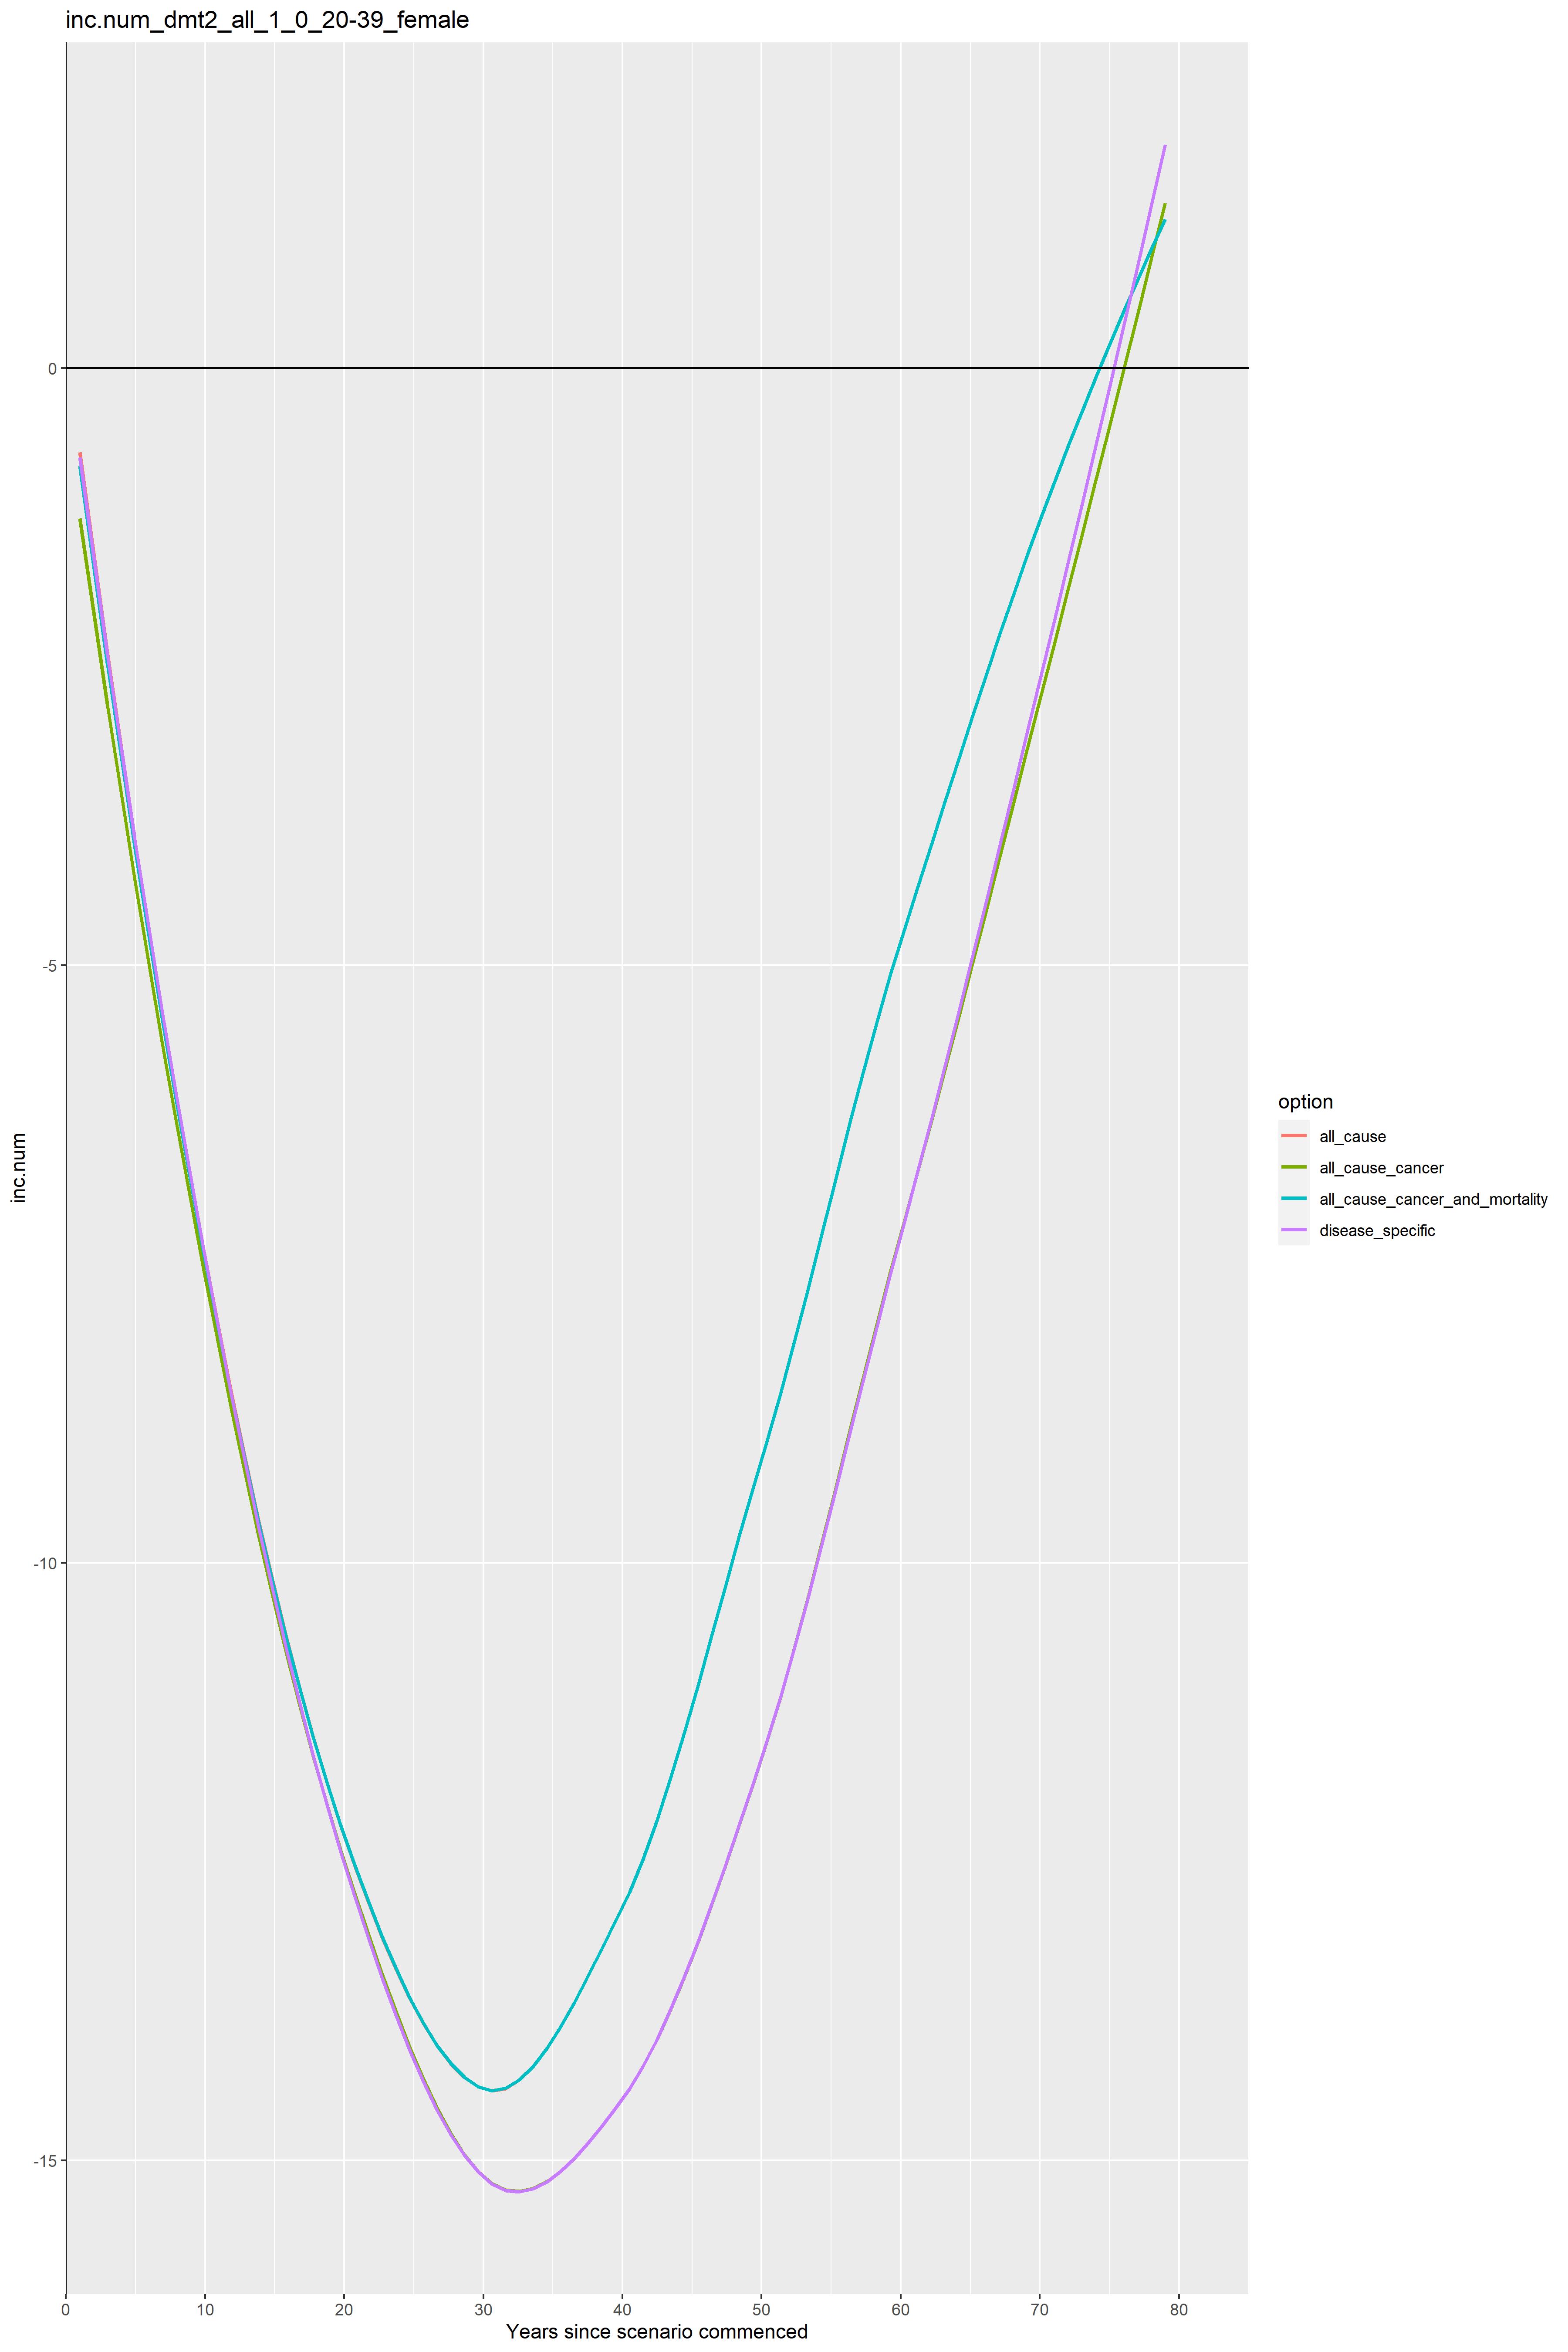 inc.num_dmt2_all_1_0_20-39_female
inc.num
0
-5
-10
-15
0 10 20 30 40 50 60 70 80
Years since scenario commenced
option
all_cause
all_cause_cancer
all_cause_cancer_and_mortality
disease_specific